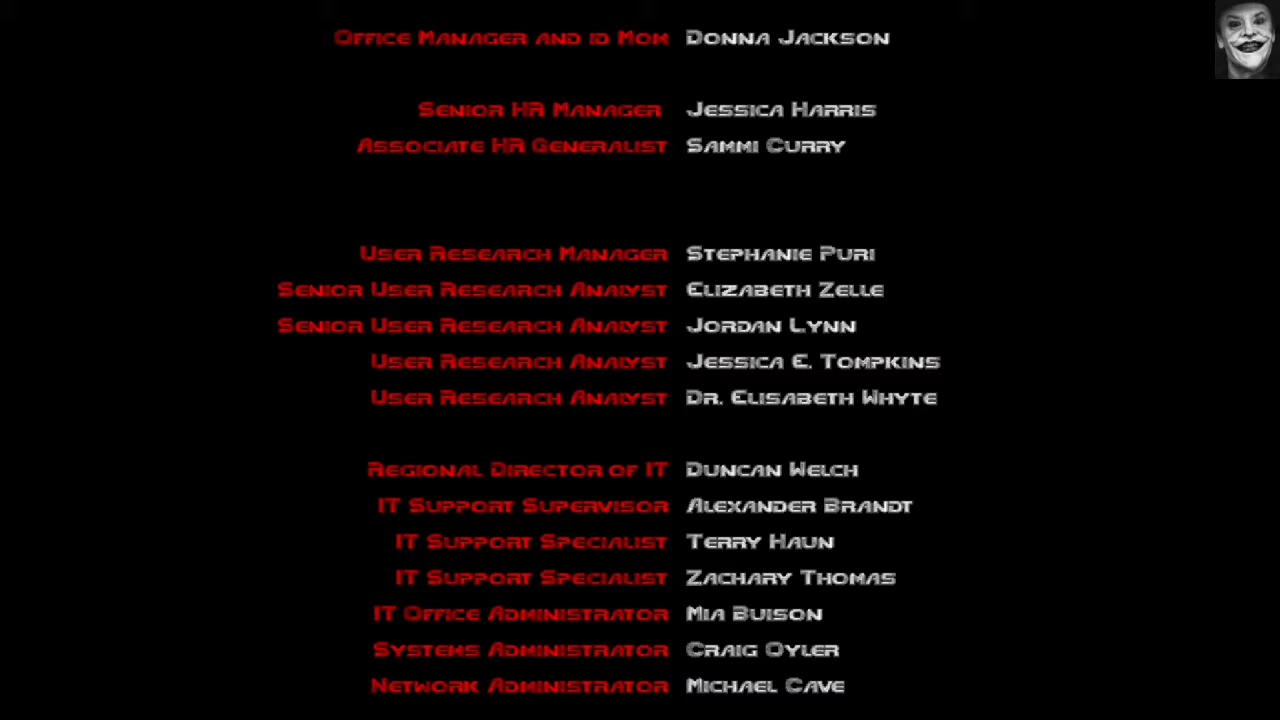 Office Manager and id Mom Donna Jackson
Senior HR Manager Jessica Harris
Associate HR Generalist Sammi Curry
User Research Manager Stephanie Puri
Senior User Research Analyst Elizabeth Zelle
Senior User Research Analyst Jordan Lynn
User Research Analyst Jessica E. Tompkins
User Research Analyst Dr. Elisabeth Whyte
Regional Director of IT Duncan Welch
IT Support Supervisor Alexander Brandt
IT Support Specialist Terry Haun
IT Support Specialist Zachary Thomas
IT Office Administrator Mia Buison
Systems Administrator Craig Oyler
Network Administrator Michael Cave